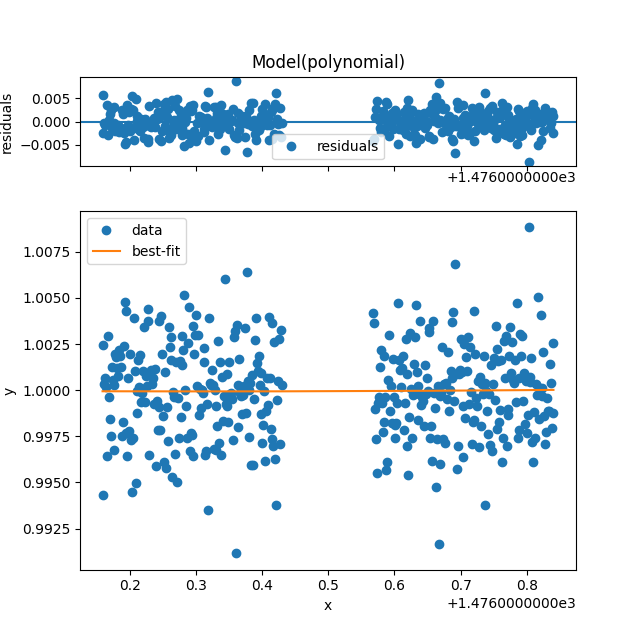 Model(polynomial)
residuals
0.005
0.000
−0.005
residuals
+1.4760000000e3
y
1.0075
1.0050
1.0025
1.0000
0.9975
0.9950
0.9925
data
best-fit
0.2 0.3 0.4 0.5 0.6 0.7 0.8
x
+1.4760000000e3